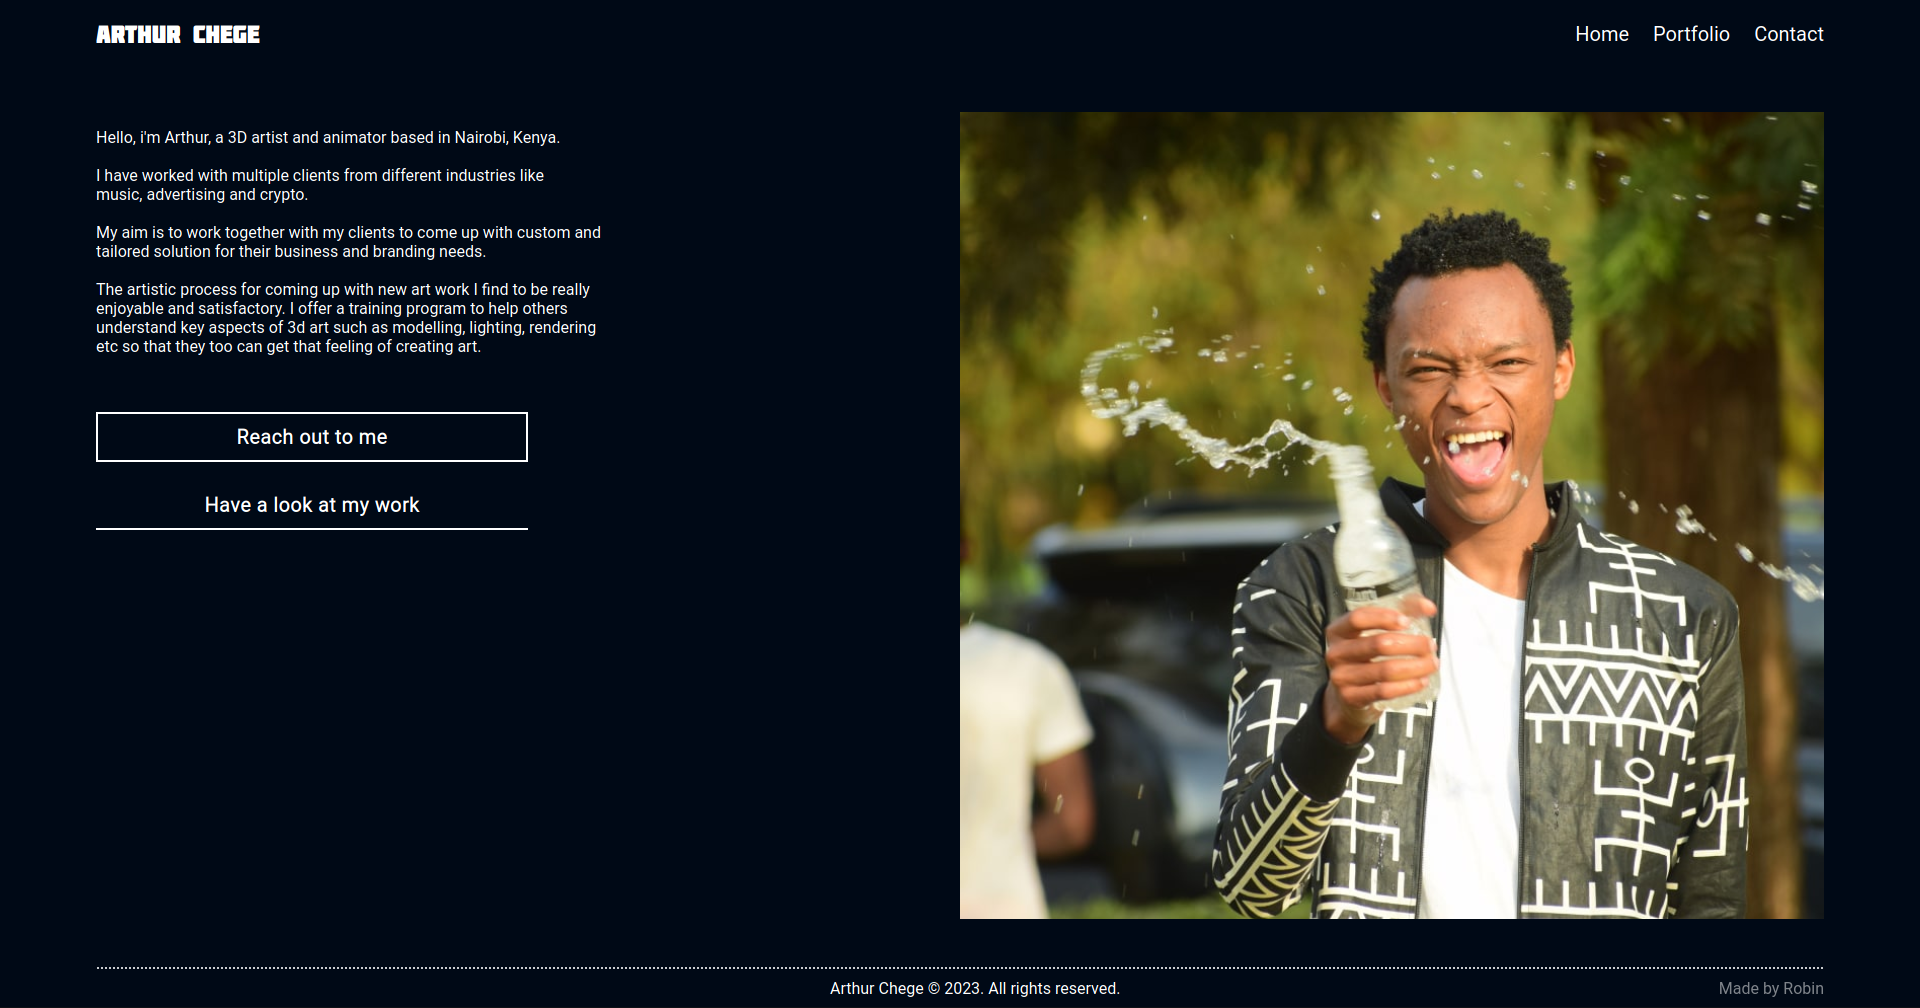 ARTHUR CHEGE
Home Portfolio Contact
Hello, i'm Arthur, a 3D artist and animator based in Nairobi, Kenya.
I have worked with multiple clients from different industries like
music, advertising and crypto.
My aim is to work together with my clients to come up with custom and
tailored solution for their business and branding needs.
The artistic process for coming up with new art work I find to be really
enjoyable and satisfactory. I offer a training program to help others
understand key aspects of 3d art such as modelling, lighting, rendering
etc so that they too can get that feeling of creating art.
Reach out to me
Have a look at my work
Arthur Chege © 2023. All rights reserved.
Made by Robin